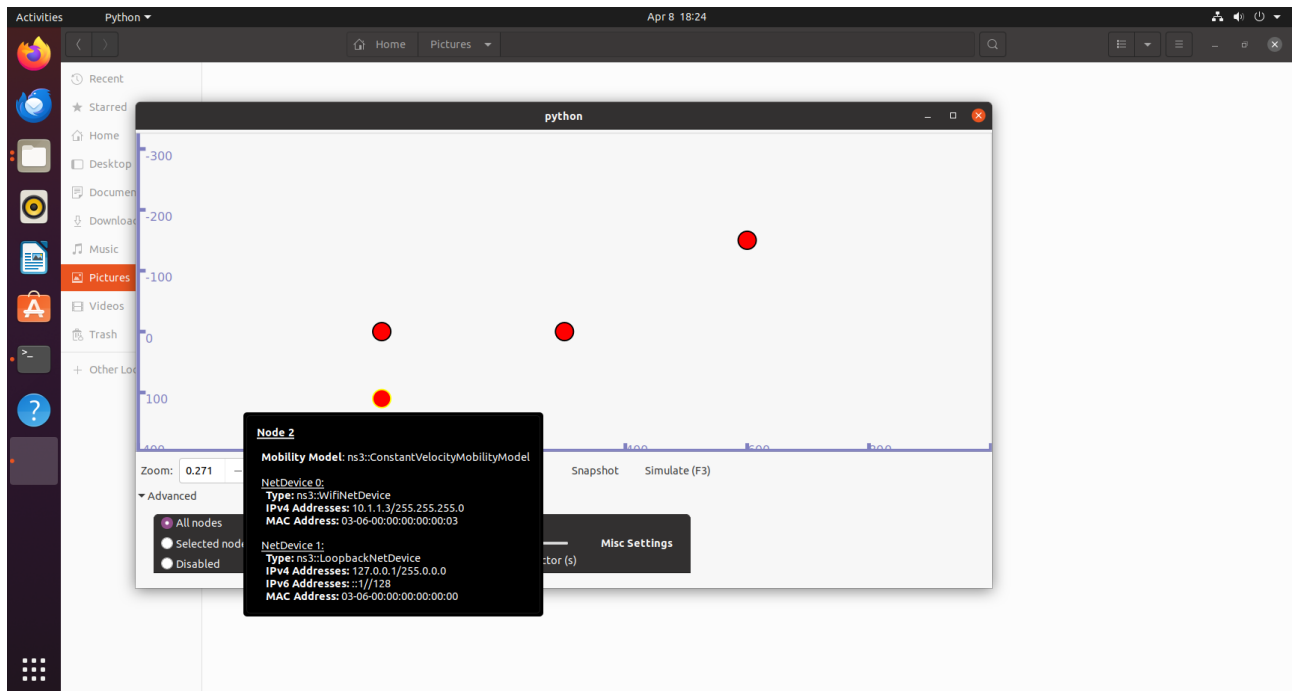 Activities
Python
Apr 8 18:24
Home
Pictures
Recent
Starred
Home
Desktop
Documen
Downloa
Music
Pictures
Videos
Trash
Other Lo
python
-300
-200
-100
0
100
400
Zoom:
0.271
Snapshot
Simulate (F3)
Advanced
All nodes
Selected nod
Disabled
Misc Settings
ctor (s)
Node 2
Mobility Model: ns3::ConstantVelocityMobilityModel
NetDevice 0:
Type: ns3::WifiNetDevice
IPv4 Addresses: 10.1.1.3/255.255.255.0
MAC Address: 03-06-00:00:00:00:00:03
NetDevice 1:
Type: ns3::LoopbackNetDevice
IPv4 Addresses: 127.0.0.1/255.0.0.0
IPv6 Addresses: ::1//128
MAC Address: 03-06-00:00:00:00:00:00